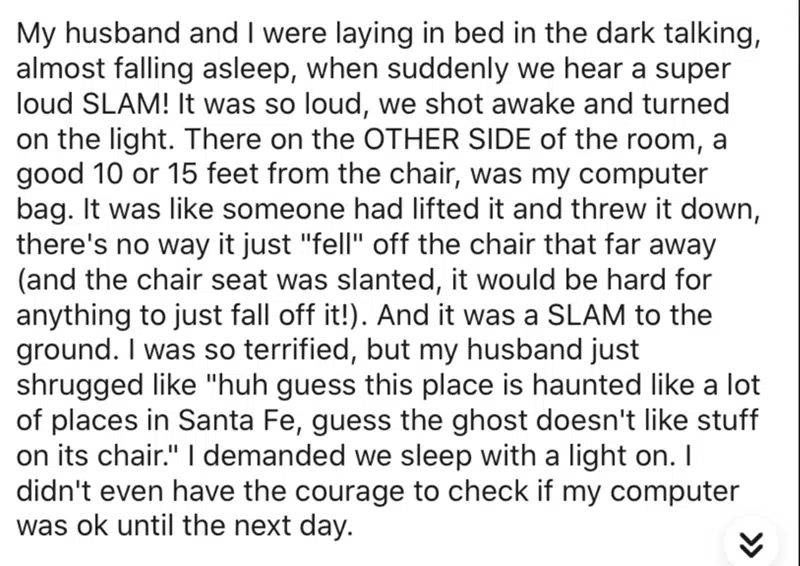 My husband and I were laying in bed in the dark talking,
almost falling asleep, when suddenly we hear a super
loud SLAM! It was so loud, we shot awake and turned
on the light. There on the OTHER SIDE of the room, a
good 10 or 15 feet from the chair, was my computer
bag. It was like someone had lifted it and threw it down,
there's no way it just "fell" off the chair that far away
(and the chair seat was slanted, it would be hard for
anything to just fall off it!). And it was a SLAM to the
ground. I was so terrified, but my husband just
shrugged like "huh guess this place is haunted like a lot
of places in Santa Fe, guess the ghost doesn't like stuff
on its chair." I demanded we sleep with a light on. I
didn't even have the courage to check if my computer
was ok until the next day.